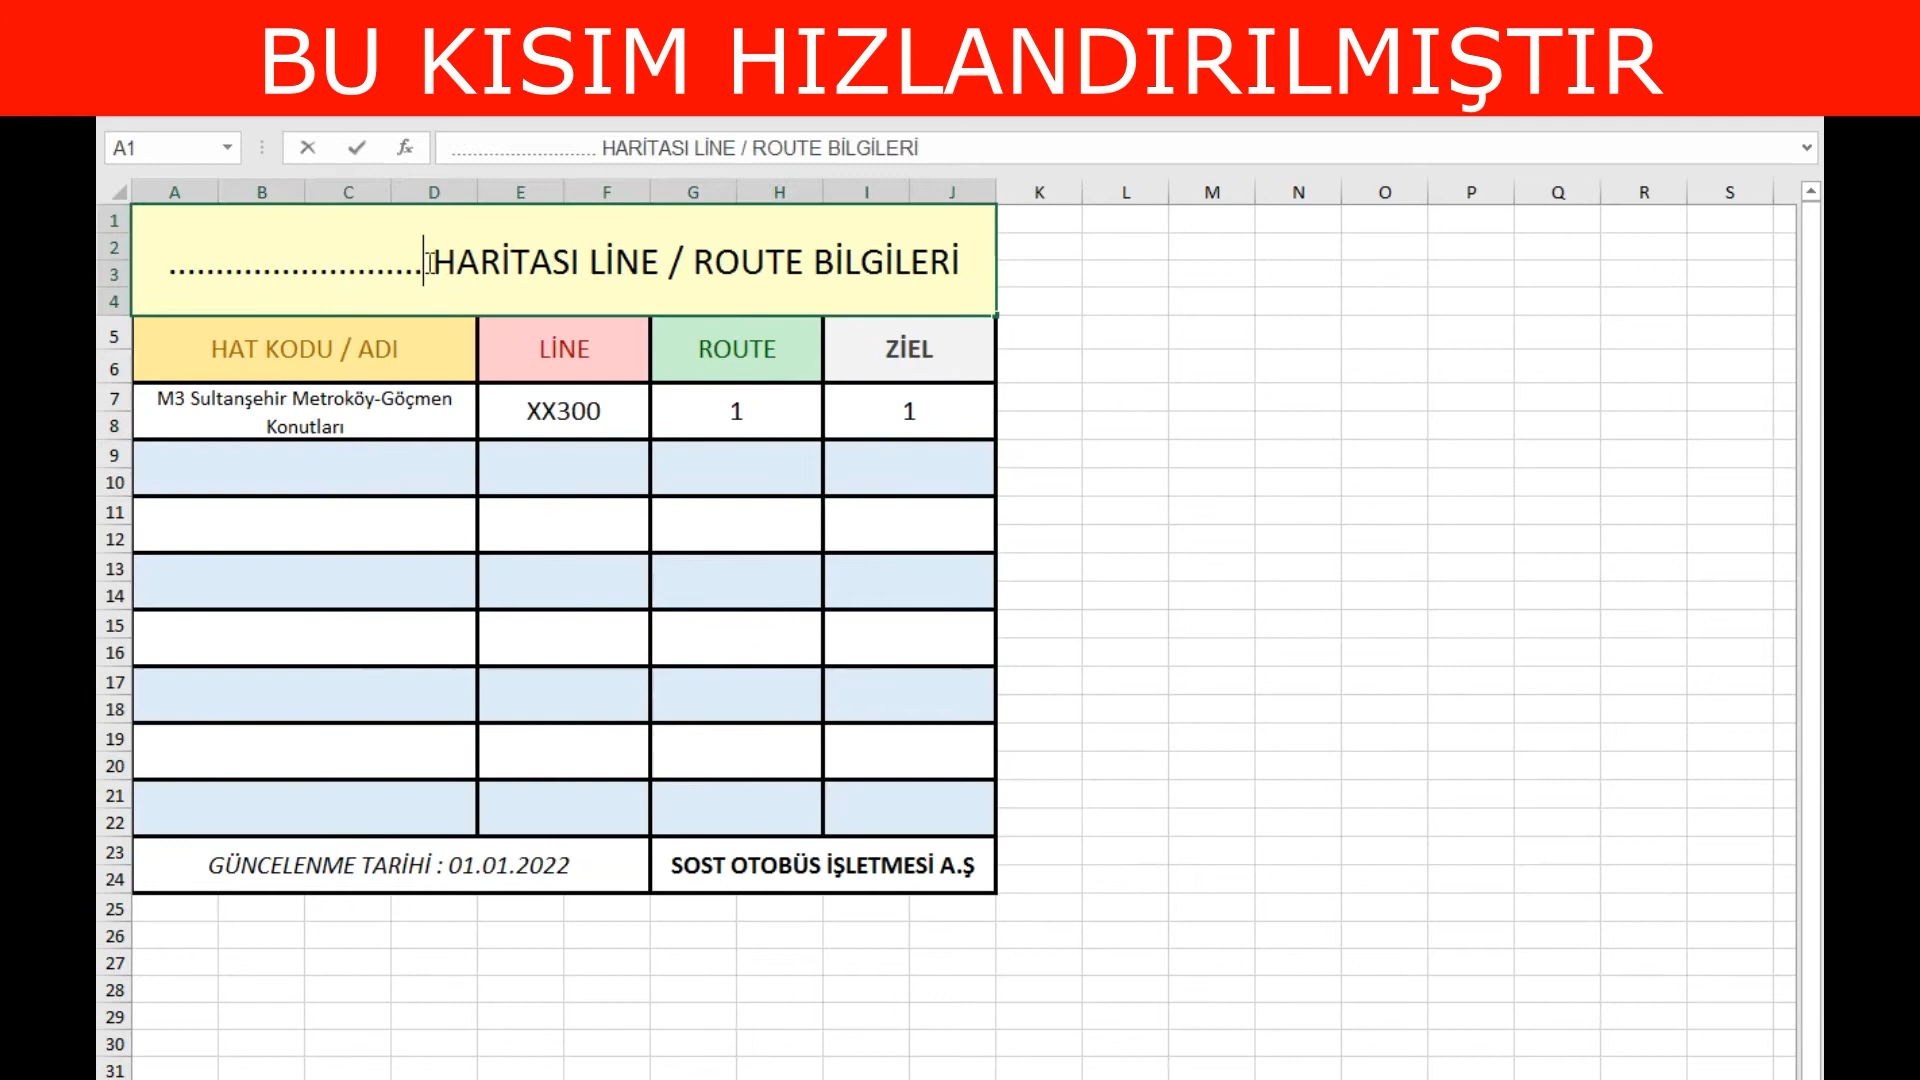 BU KISIM HIZLANDIRILMIŞTIR
A1
fx
.......................... HARİTASI LİNE / ROUTE BİLGİLERİ
A B C D E F G H I J K L M N O P Q R S
1
2
........................... HARİTASI LİNE / ROUTE BİLGİLERİ
3
4
5
HAT KODU / ADI LİNE ROUTE ZİEL
6
7
M3 Sultanşehir Metroköy-Göçmen
Konutları
XX300 1 1
8
9
10
11
12
13
14
15
16
17
18
19
20
21
22
23
GÜNCELENME TARİHİ : 01.01.2022 SOST OTOBÜS İŞLETMESİ A.Ş
24
25
26
27
28
29
30
31